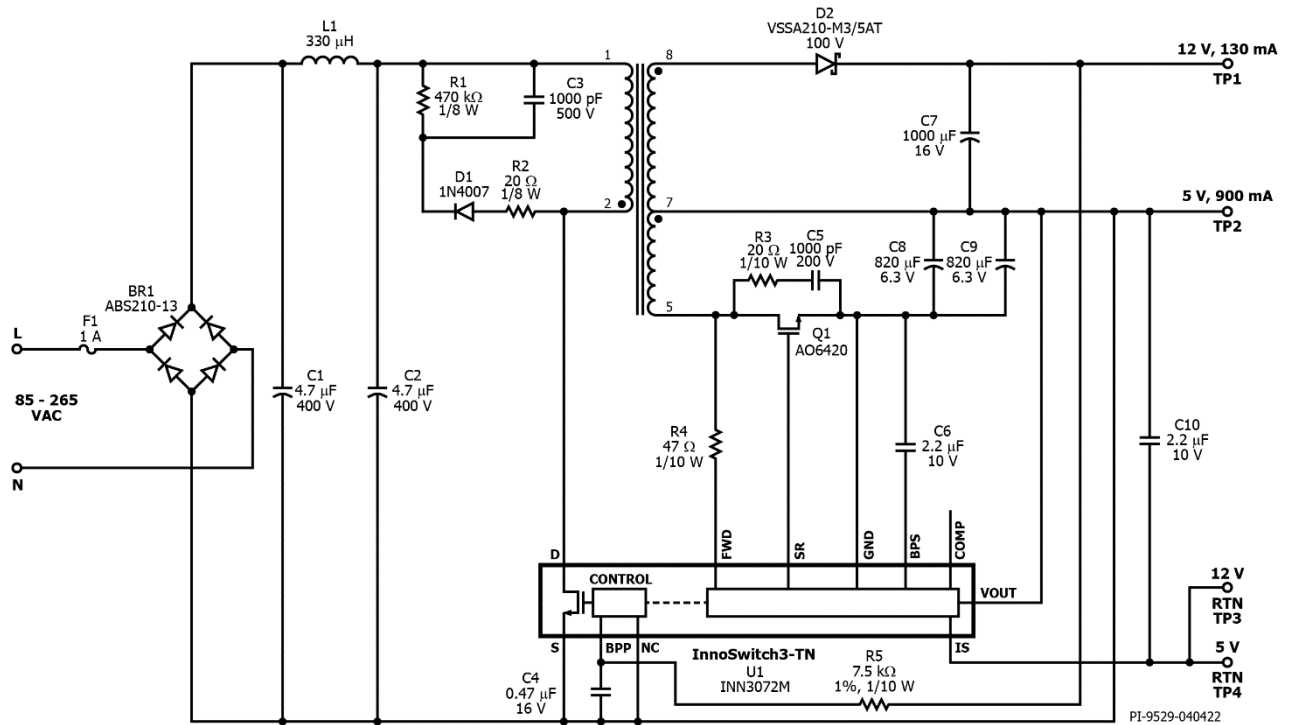 L1
330 μH
D2
VSSA210-M3/5AT
100 V
12 V, 130 mA
TP1
1
8
R1
470 kΩ
1/8 W
C3
1000 pF
500 V
C7
1000 μF
16 V
D1
1N4007
R2
20 Ω
1/8 W
2
7
5 V, 900 mA
TP2
R3
20 Ω
1/10 W
C5
1000 pF
200 V
C8
820 μF
6.3 V
C9
820 μF
6.3 V
5
Q1
AO6420
BR1
ABS210-13
F1
1 A
L
85 - 265
VAC
N
C1
4.7 μF
400 V
C2
4.7 μF
400 V
R4
47 Ω
1/10 W
C6
2.2 μF
10 V
C10
2.2 μF
10 V
D
FWD
SR
GND
BPS
COMP
CONTROL
VOUT
12 V
RTN
TP3
S
BPP
NC
IS
InnoSwitch3-TN
U1
INN3072M
R5
7.5 kΩ
1%, 1/10 W
5 V
RTN
TP4
C4
0.47 μF
16 V
PI-9529-040422